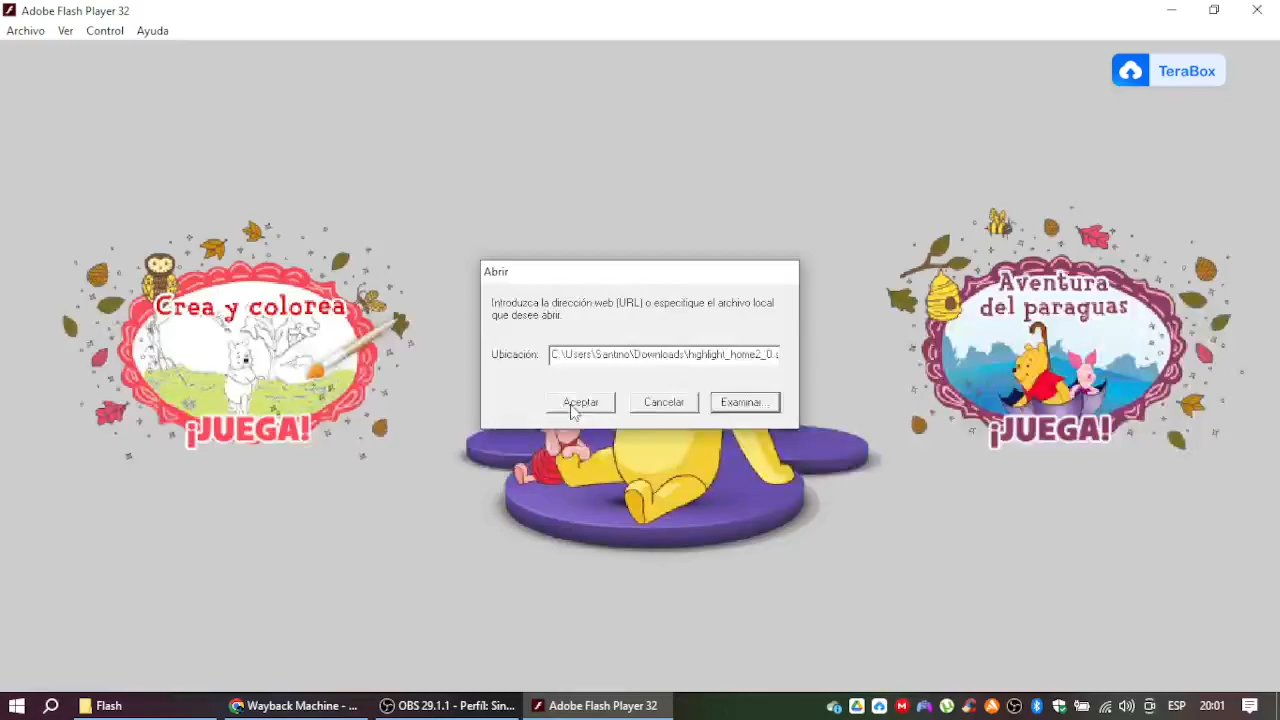 Adobe Flash Player 32
Archivo Ver Control Ayuda
TeraBox
Crea y colorea
¡JUEGA!
Aventura
del paraguas
¡JUEGA!
Abrir
Introduzca la dirección web (URL) o especifique el archivo local
que desee abrir.
Ubicación: C:\Users\Santino\Downloads\highlight_home2_0.s
Aceptar Cancelar Examinar...
Flash Wayback Machine - ... OBS 29.1.1 - Perfil: Sin... Adobe Flash Player 32 ESP 20:01